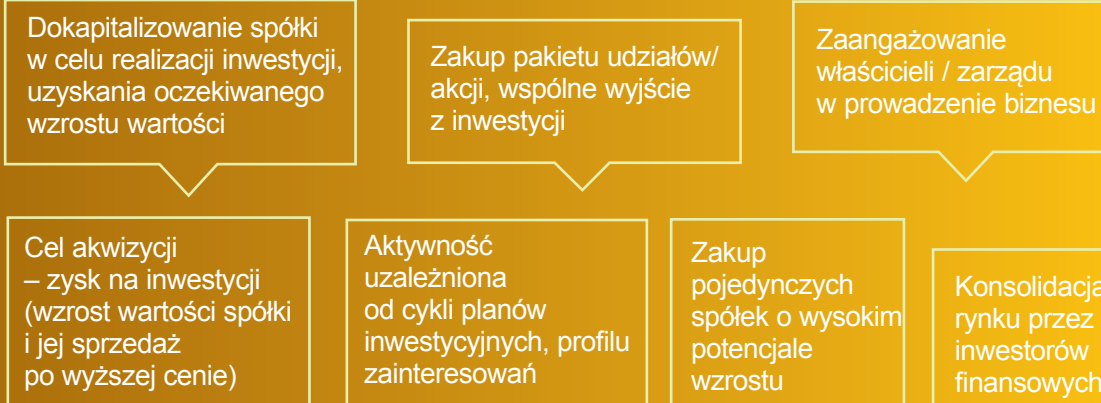 Dokapitalizowanie spółki
w celu realizacji inwestycji,
uzyskania oczekiwanego
wzrostu wartości
Zakup pakietu udziałów/
akcji, wspólne wyjście
z inwestycji
Zaangażowanie
właścicieli / zarządu
w prowadzenie biznesu
Cel akwizycji
– zysk na inwestycji
(wzrost wartości spółki
i jej sprzedaż
po wyższej cenie)
Aktywność
uzależniona
od cykli planów
inwestycyjnych, profilu
zainteresowań
Zakup
pojedynczych
spółek o wysokim
potencjale
wzrostu
Konsolidacja
rynku przez
inwestorów
finansowych